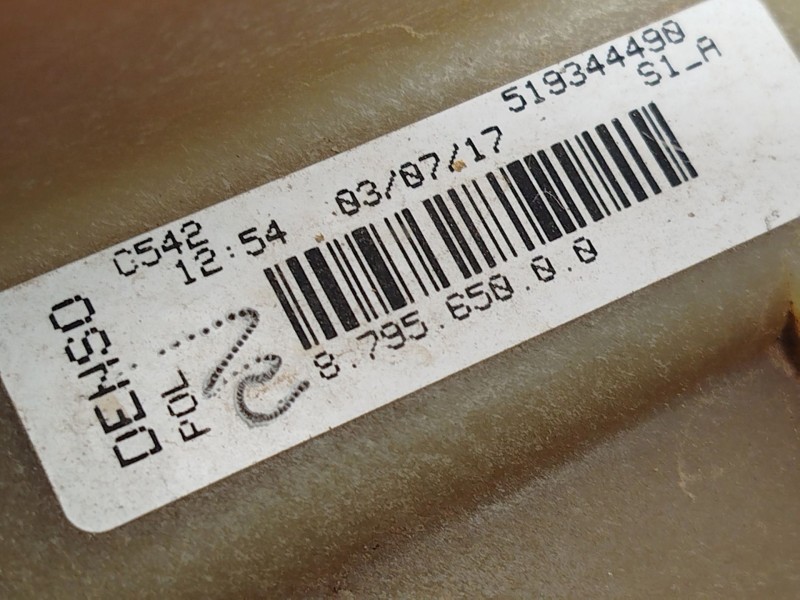 519344490
S1_A
C542
12:54 03/07/17
8.795.650.0.0
DENSO
POL